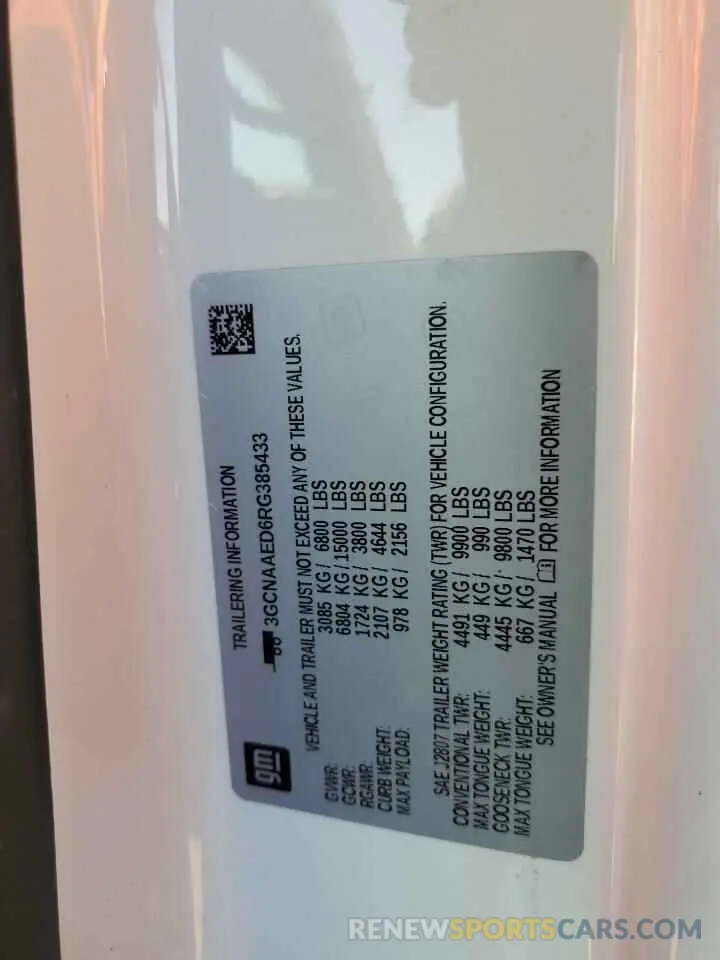 TRAILERING INFORMATION
gm 3GCNAAED6RG385433
VEHICLE AND TRAILER MUST NOT EXCEED ANY OF THESE VALUES.
GVWR: 3085 KG/ 6800 LBS
GCWR: 6804 KG/ 15000 LBS
RGAWR: 1724 KG/ 3800 LBS
CURB WEIGHT: 2107 KG/ 4644 LBS
MAX PAYLOAD: 978 KG/ 2156 LBS
SAE J2807 TRAILER WEIGHT RATING (TWR) FOR VEHICLE CONFIGURATION.
CONVENTIONAL TWR: 4491 KG/ 9900 LBS
MAX TONGUE WEIGHT: 449 KG/ 990 LBS
GOOSENECK TWR: 4445 KG/ 9800 LBS
MAX TONGUE WEIGHT: 667 KG/ 1470 LBS
SEE OWNER'S MANUAL FOR MORE INFORMATION
RENEWSPORTSCARS.COM